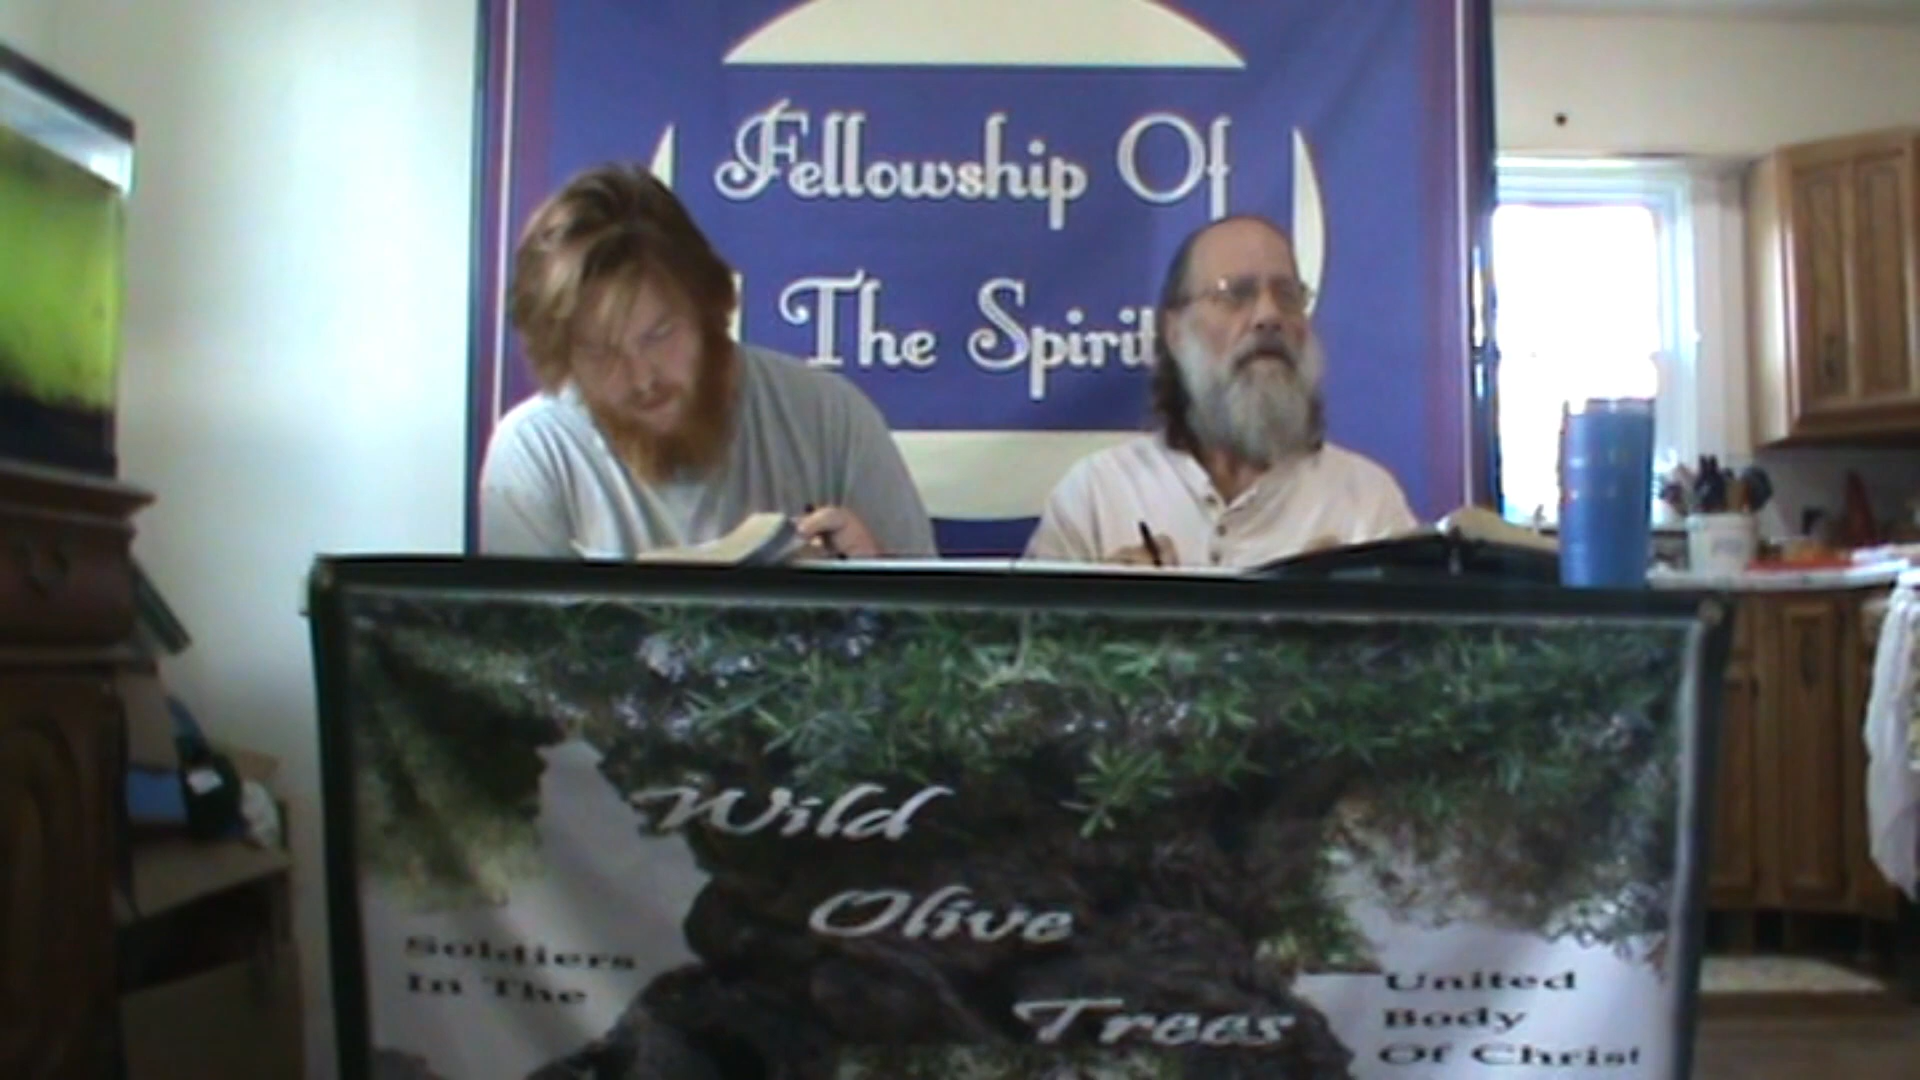 Fellowship Of
The Spirit
Wild
Olive
Trees
Soldiers
In The
United
Body
Of Christ